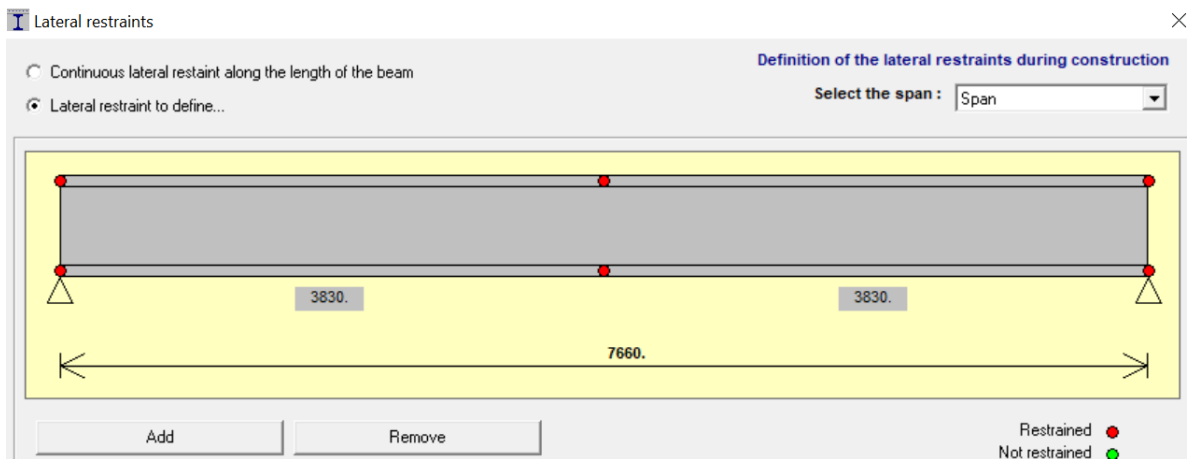 Lateral restraints
Continuous lateral restaint along the length of the beam
Lateral restraint to define...
Definition of the lateral restraints during construction
Select the span :
Span
3830.
3830.
7660.
Add
Remove
Restrained
Not restrained